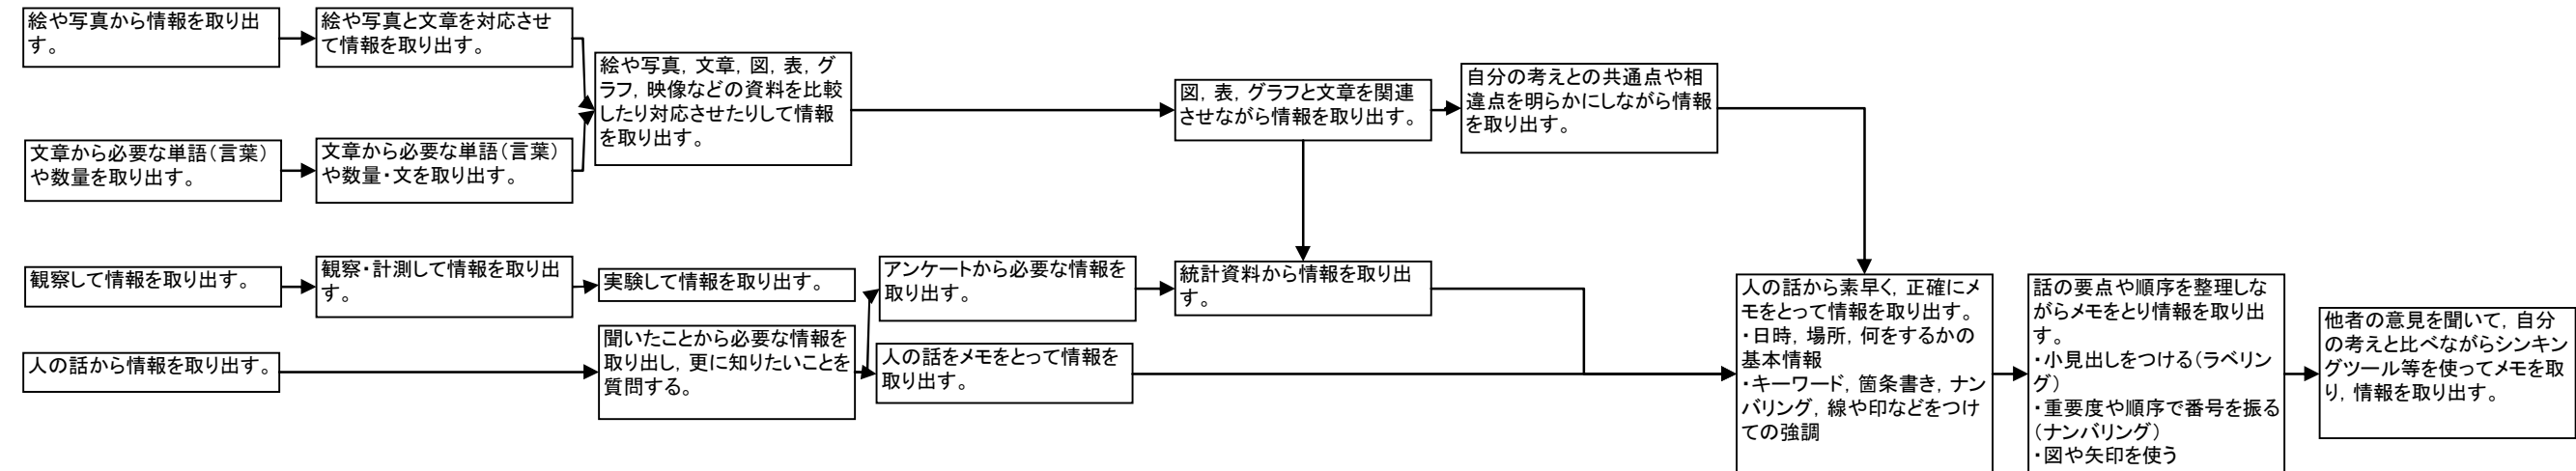 絵や写真から情報を取り出
す。
絵や写真と文章を対応させ
て情報を取り出す。
文章から必要な単語(言葉)
や数量を取り出す。
文章から必要な単語(言葉)
や数量・文を取り出す。
絵や写真, 文章, 図, 表, グ
ラフ, 映像などの資料を比較
したり対応させたりして情報
を取り出す。
図, 表, グラフと文章を関連
させながら情報を取り出す。
自分の考えとの共通点や相
違点を明らかにしながら情報
を取り出す。
観察して情報を取り出す。
観察・計測して情報を取り出
す。
実験して情報を取り出す。
アンケートから必要な情報を
取り出す。
統計資料から情報を取り出
す。
人の話から情報を取り出す。
聞いたことから必要な情報を
取り出し, 更に知りたいことを
質問する。
人の話をメモをとって情報を
取り出す。
人の話から素早く, 正確にメ
モをとって情報を取り出す。
・日時, 場所, 何をするかの
基本情報
・キーワード, 箇条書き, ナン
バリング, 線や印などをつけ
ての強調
話の要点や順序を整理しな
がらメモをとり情報を取り出
す。
・小見出しをつける(ラベリン
グ)
・重要度や順序で番号を振る
(ナンバリング)
・図や矢印を使う
他者の意見を聞いて, 自分
の考えと比べながらシンキン
グツール等を使ってメモを取
り, 情報を取り出す。